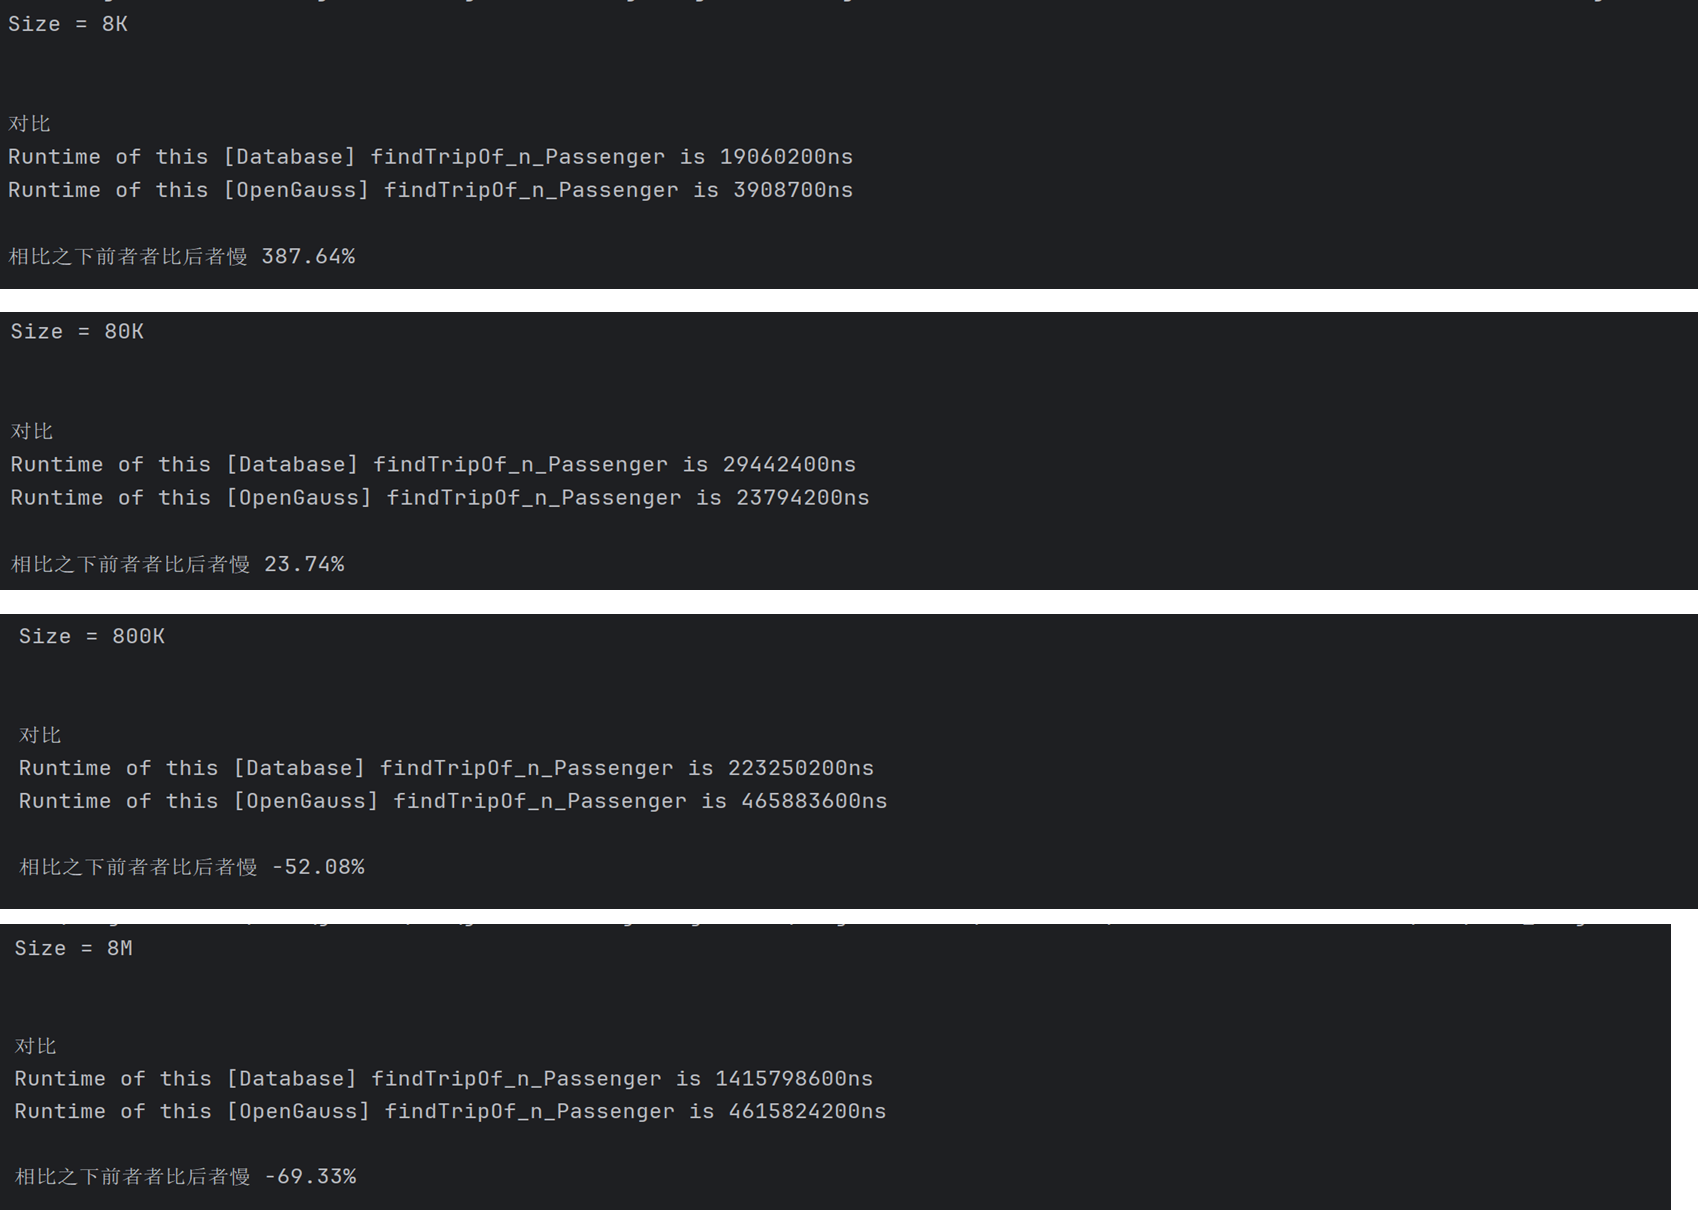 Size = 8K
对比
Runtime of this [Database] findTripOf_n_Passenger is 19060200ns
Runtime of this [OpenGauss] findTripOf_n_Passenger is 3908700ns
相比之下前者者比后者慢 387.64%
Size = 80K
对比
Runtime of this [Database] findTripOf_n_Passenger is 29442400ns
Runtime of this [OpenGauss] findTripOf_n_Passenger is 23794200ns
相比之下前者者比后者慢 23.74%
Size = 800K
对比
Runtime of this [Database] findTripOf_n_Passenger is 223250200ns
Runtime of this [OpenGauss] findTripOf_n_Passenger is 465883600ns
相比之下前者者比后者慢 -52.08%
Size = 8M
对比
Runtime of this [Database] findTripOf_n_Passenger is 1415798600ns
Runtime of this [OpenGauss] findTripOf_n_Passenger is 4615824200ns
相比之下前者者比后者慢 -69.33%